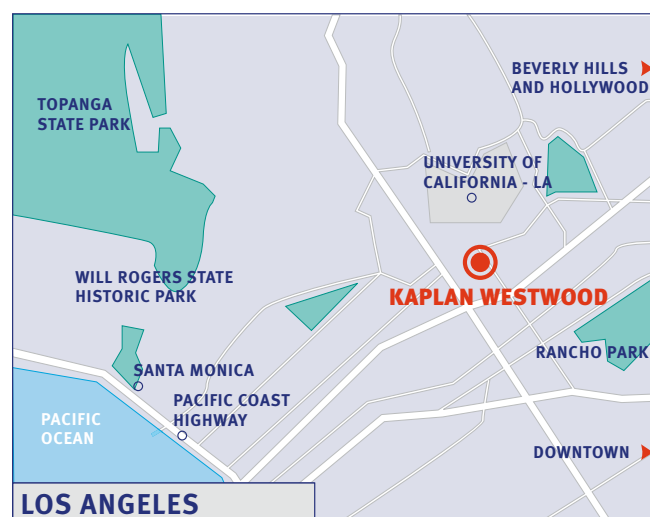 BEVERLY HILLS
AND HOLLYWOOD
TOPANGA
STATE PARK
UNIVERSITY OF
CALIFORNIA - LA
WILL ROGERS STATE
HISTORIC PARK
KAPLAN WESTWOOD
RANCHO PARK
SANTA MONICA
PACIFIC COAST
HIGHWAY
PACIFIC
OCEAN
DOWNTOWN
LOS ANGELES